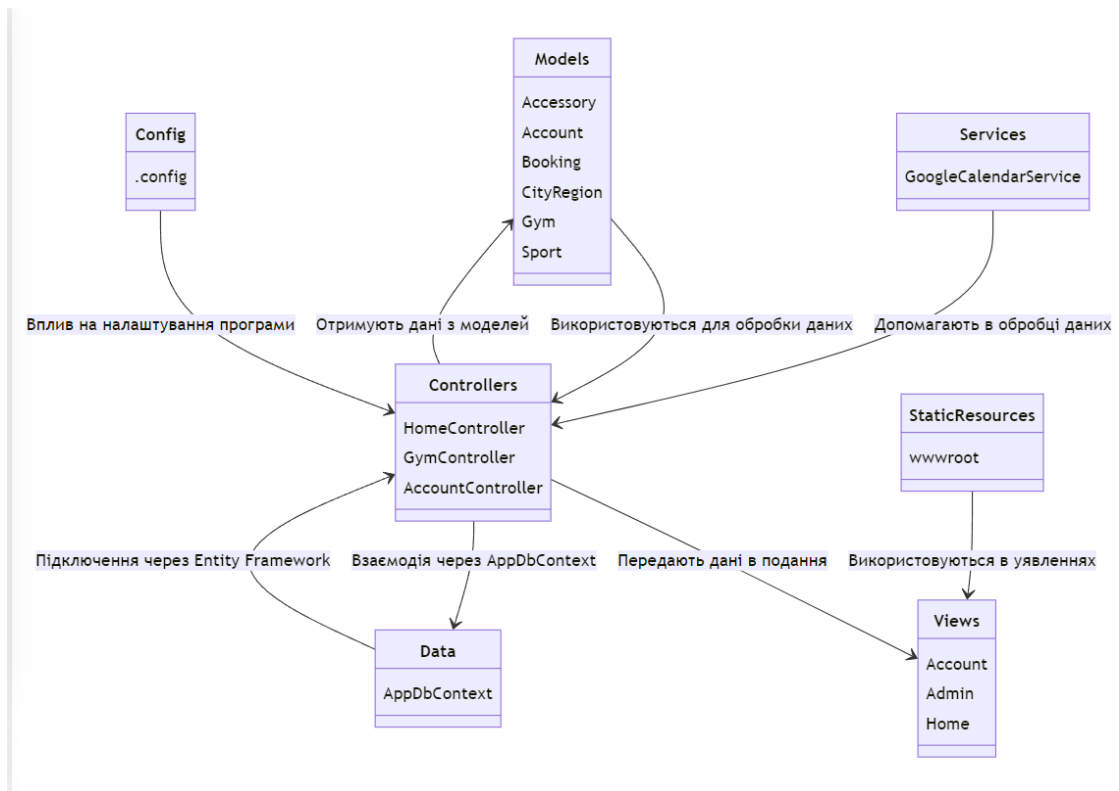 Models
Accessory
Account
Booking
CityRegion
Gym
Sport
Config
.config
Services
GoogleCalendarService
Вплив на налаштування програми
Отримують дані з моделей
Використовуються для обробки даних
Допомагають в обробці даних
Controllers
HomeController
GymController
AccountController
StaticResources
wwwroot
Підключення через Entity Framework
Взаємодія через AppDbContext
Передають дані в подання
Використовуються в уявленнях
Data
AppDbContext
Views
Account
Admin
Home